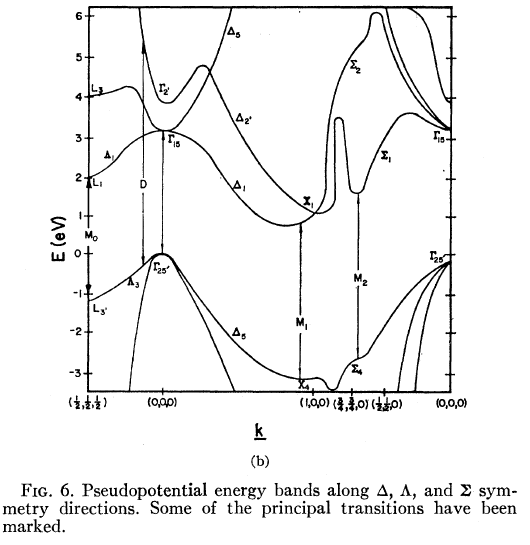 6
5
4
3
2
1
0
-1
-2
-3
E (eV)
L3
Λ1
L1
M0
Λ3
L3'
D
Γ2'
Γ15
Γ25'
Δ5
Δ2'
Δ1
Δ5
X1
X4
M1
M2
Σ2
Σ1
Σ4
Γ15
Γ25'
(½,½,½)
(0,0,0)
(1,0,0)
(¾,¾,0)
(½,½,0)
(0,0,0)
k
(b)
FIG. 6. Pseudopotential energy bands along Δ, Λ, and Σ sym-
metry directions. Some of the principal transitions have been
marked.